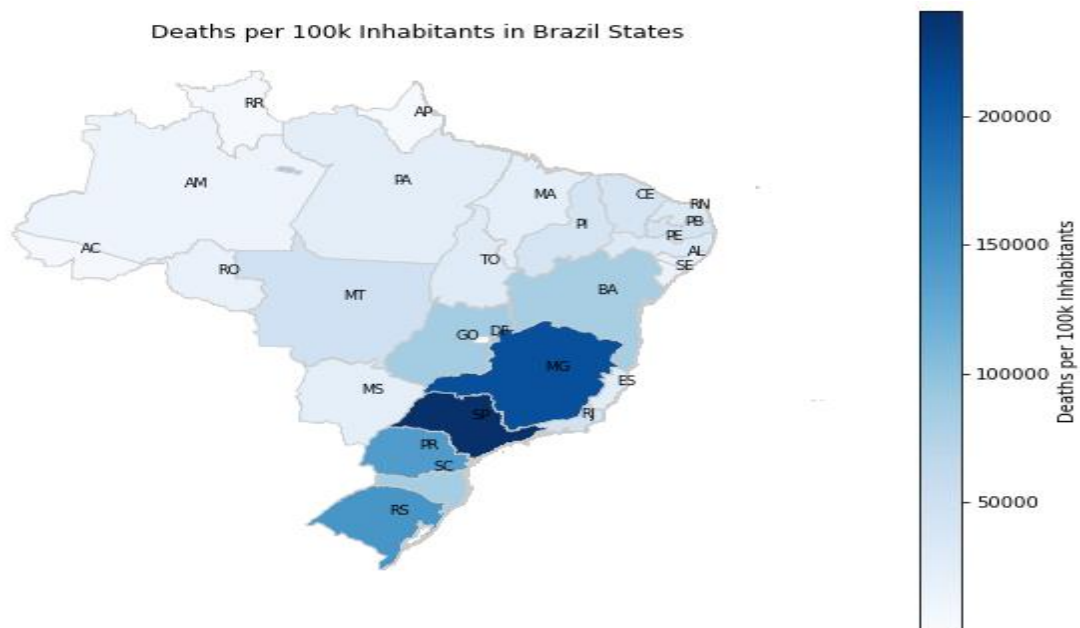 Deaths per 100k Inhabitants in Brazil States
RR
AP
AM
PA
MA
CE
RN
PI
PB
PE
AC
AL
TO
SE
RO
BA
MT
GO
DF
MG
MS
ES
SP
RJ
PR
SC
RS
200000
150000
100000
50000
Deaths per 100k Inhabitants